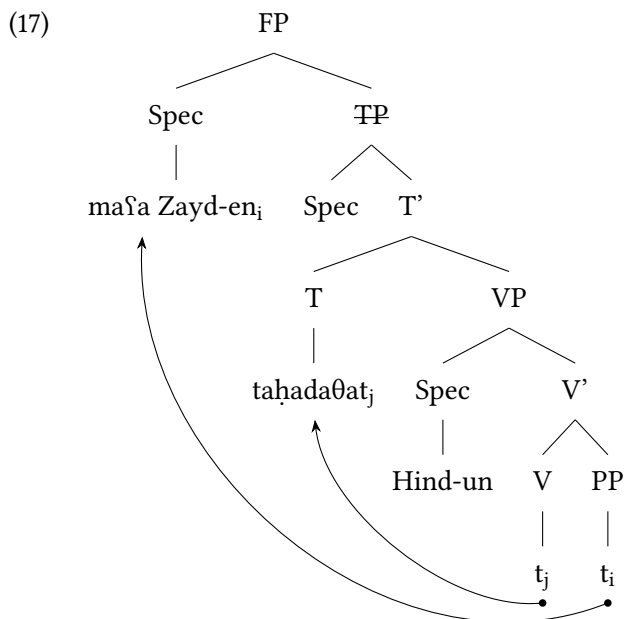 (17) FP
Spec TP
maʕa Zayd-enᵢ Spec T’
T VP
taḥadaθatⱼ Spec V’
Hind-un V PP
tⱼ tᵢ